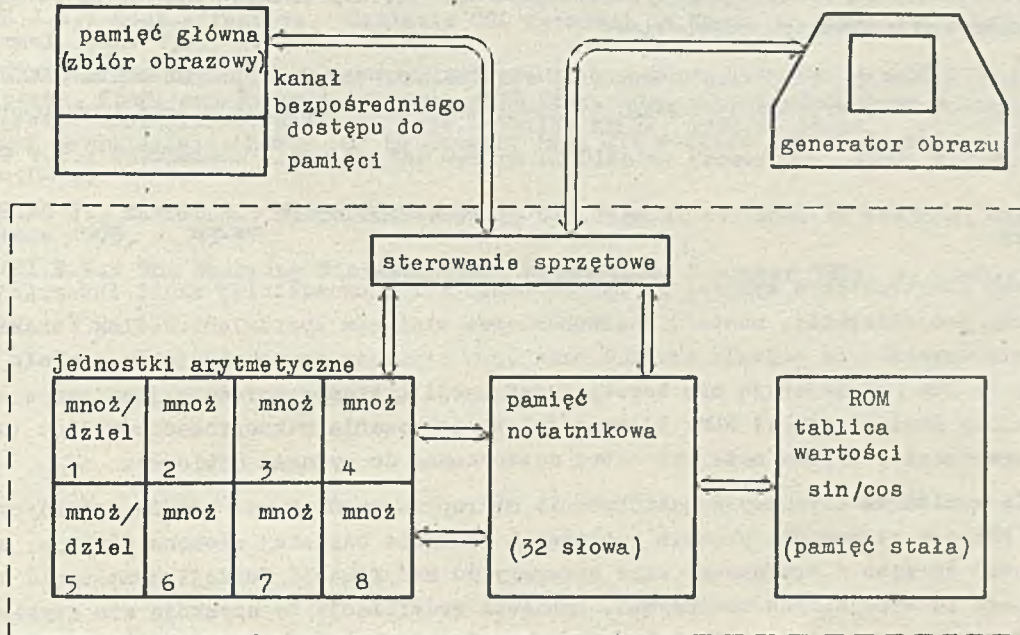 pamięć główna
(zbiór obrazowy)
kanał
bezpośredniego
dostępu do
pamięci
generator obrazu
sterowanie sprzętowe
jednostki arytmetyczne
mnoż/
dziel
1
mnoż
2
mnoż
3
mnoż
4
mnoż/
dziel
5
mnoż
6
mnoż
7
mnoż
8
pamięć
notatnikowa
(32 słowa)
ROM
tablica
wartości
sin/cos
(pamięć stała)